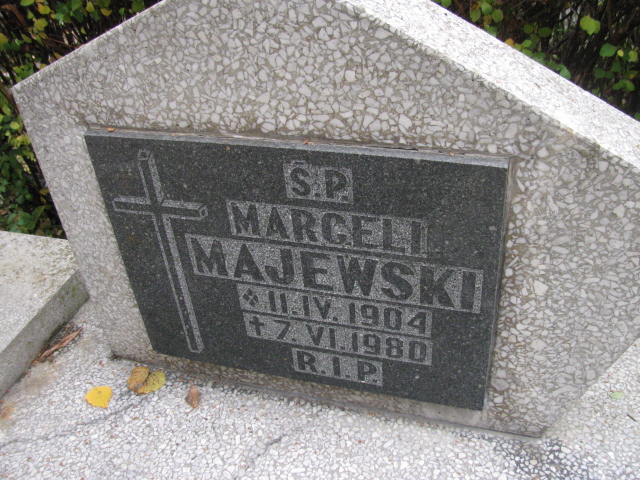 Ś.P.
MARCELI
MAJEWSKI
11.IV.1904
✝ 7.VI.1980
R.I.P.